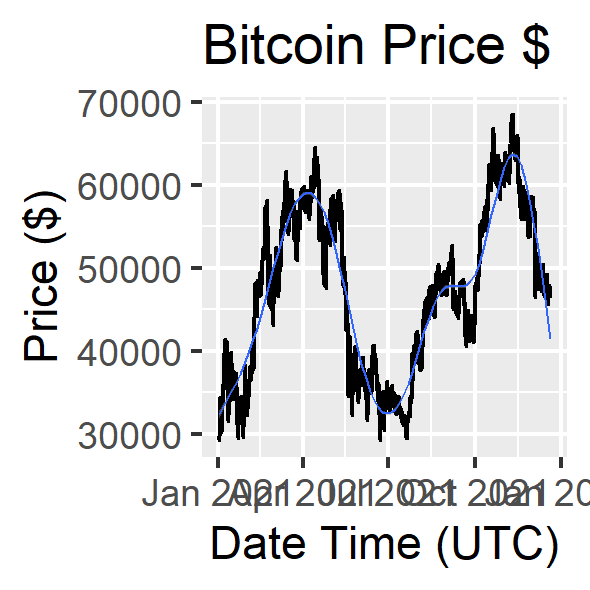 Bitcoin Price $
70000
60000
50000
40000
30000
Price ($)
Jan 2021 Apr 2021 Jul 2021 Oct 2021 Jan 20
Date Time (UTC)